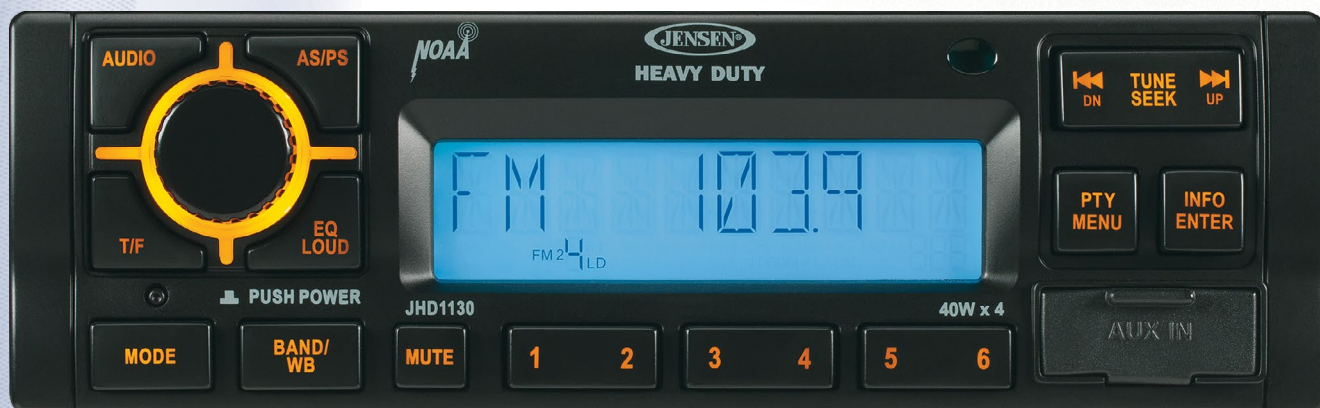 AUDIO
AS/PS
NOAA
JENSEN®
HEAVY DUTY
TUNE
SEEK
DN
UP
FM 103.9
FM2 4 LD
T/F
EQ
LOUD
PTY
MENU
INFO
ENTER
PUSH POWER
JHD1130
40W x 4
MODE
BAND/
WB
MUTE
1 2
3 4
5 6
AUX IN